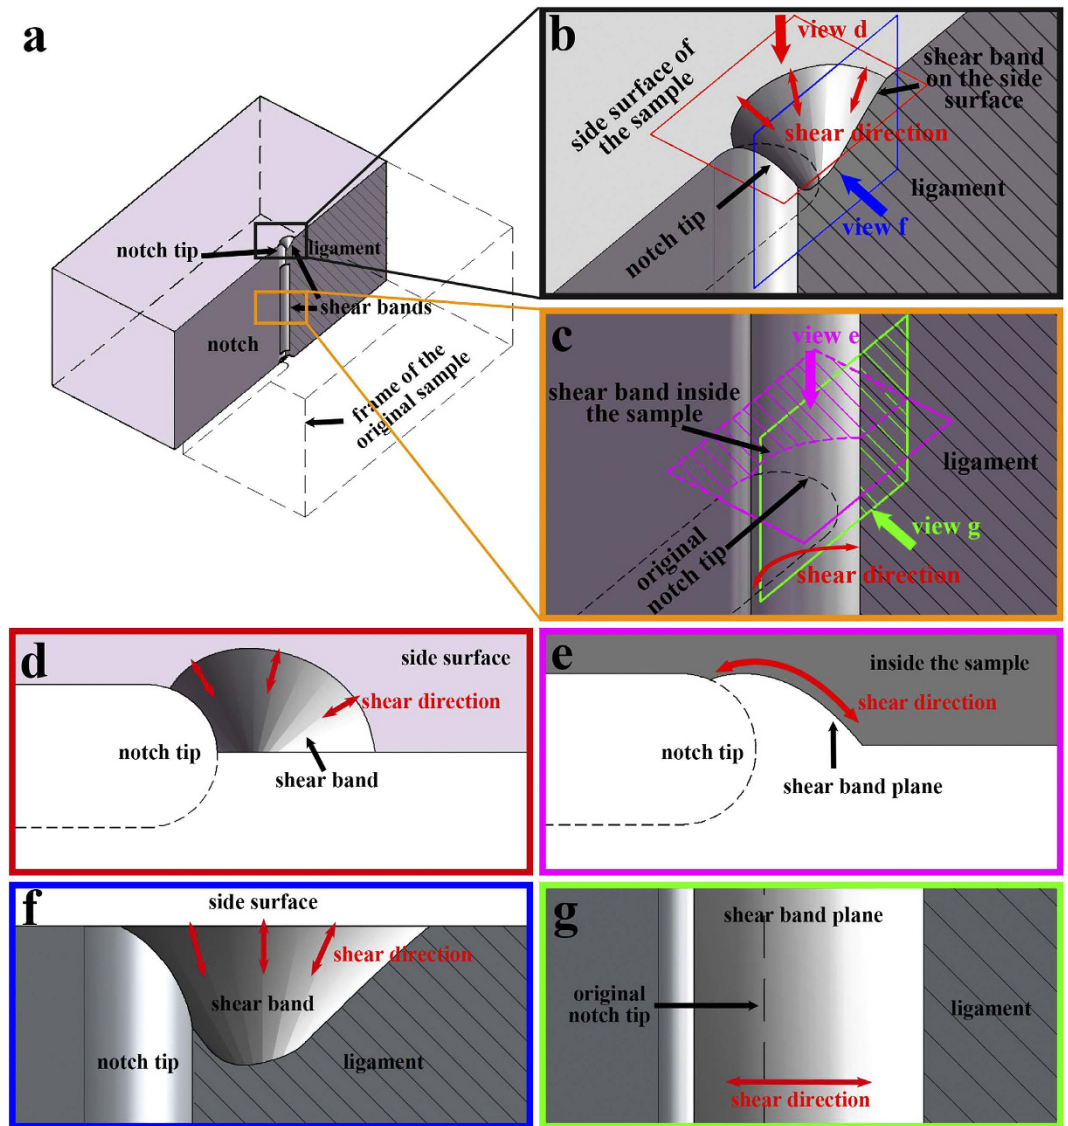 a
notch tip
ligament
shear bands
notch
frame of the
original sample
b
view d
side surface of
the sample
shear band
on the side
surface
shear direction
ligament
notch tip
view f
c
view e
shear band inside
the sample
ligament
view g
original
notch tip
shear direction
d
side surface
shear direction
notch tip
shear band
e
inside the sample
shear direction
notch tip
shear band plane
f
side surface
shear direction
shear band
notch tip
ligament
g
shear band plane
original
notch tip
ligament
shear direction